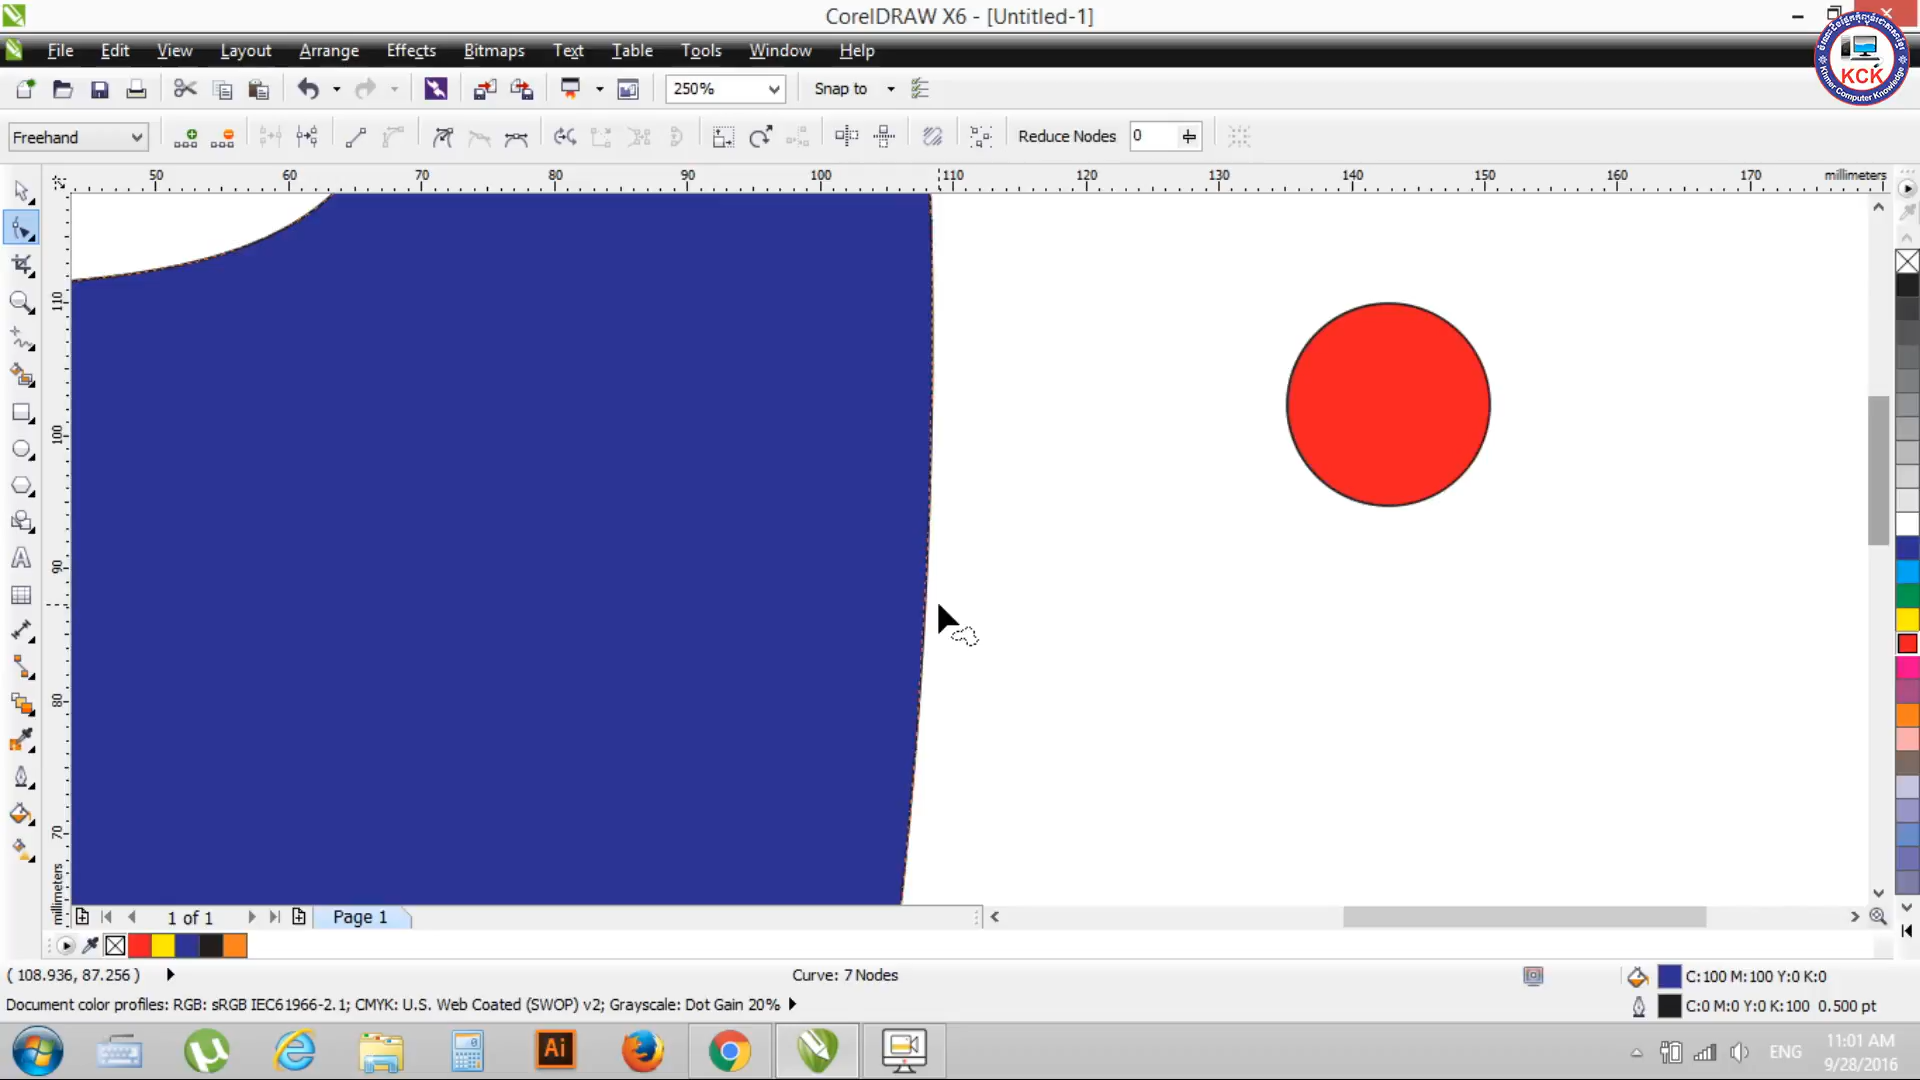 CorelDRAW X6 - [Untitled-1]
File Edit View Layout Arrange Effects Bitmaps Text Table Tools Window Help
KCK
Khmer Computer Knowledge
250% Snap to
Freehand Reduce Nodes 0
50 60 70 80 90 100 110 120 130 140 150 160 170 millimeters
110
100
90
80
70
millimeters
1 of 1 Page 1
( 108.936, 87.256 ) Curve: 7 Nodes C:100 M:100 Y:0 K:0
Document color profiles: RGB: sRGB IEC61966-2.1; CMYK: U.S. Web Coated (SWOP) v2; Grayscale: Dot Gain 20% C:0 M:0 Y:0 K:100 0.500 pt
Ai ENG 11:01 AM
9/28/2016